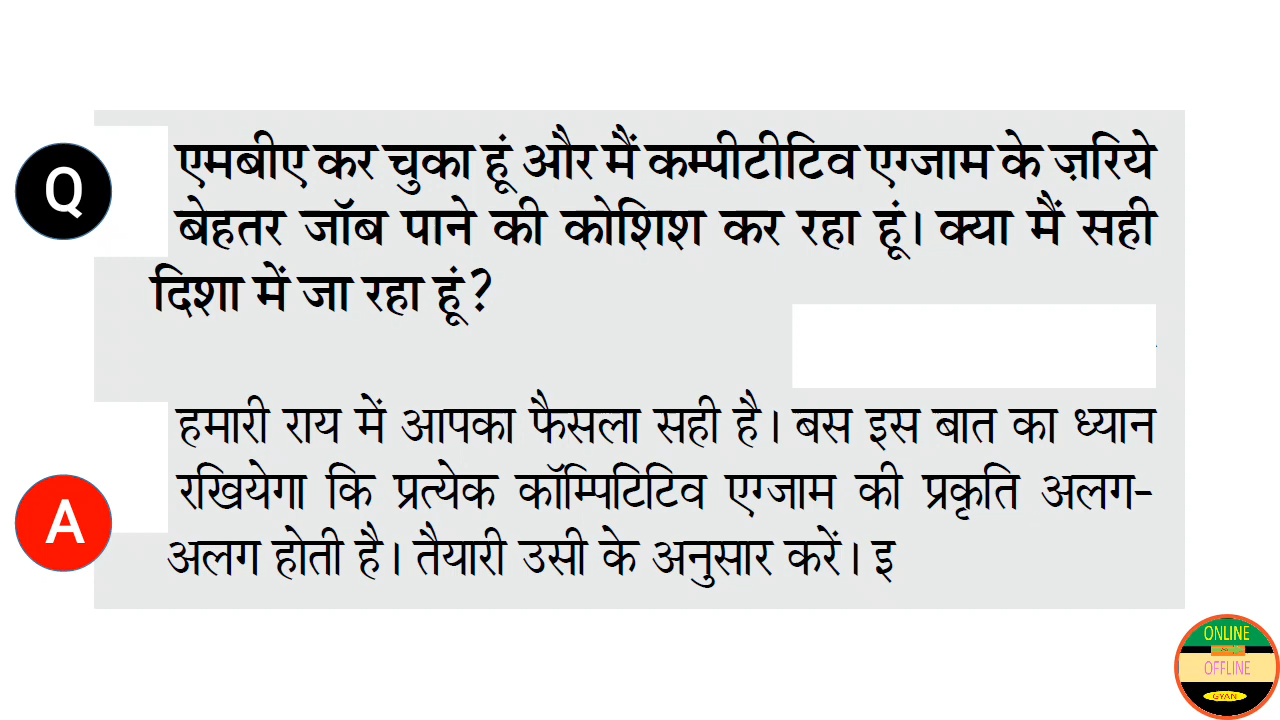 Q
एमबीए कर चुका हूं और मैं कम्पीटीटिव एग्जाम के ज़रिये
बेहतर जॉब पाने की कोशिश कर रहा हूं। क्या मैं सही
दिशा में जा रहा हूं?
A
हमारी राय में आपका फैसला सही है। बस इस बात का ध्यान
रखियेगा कि प्रत्येक कॉम्पिटिटिव एग्जाम की प्रकृति अलग-
अलग होती है। तैयारी उसी के अनुसार करें। इ
ONLINE
OFFLINE
GYAN